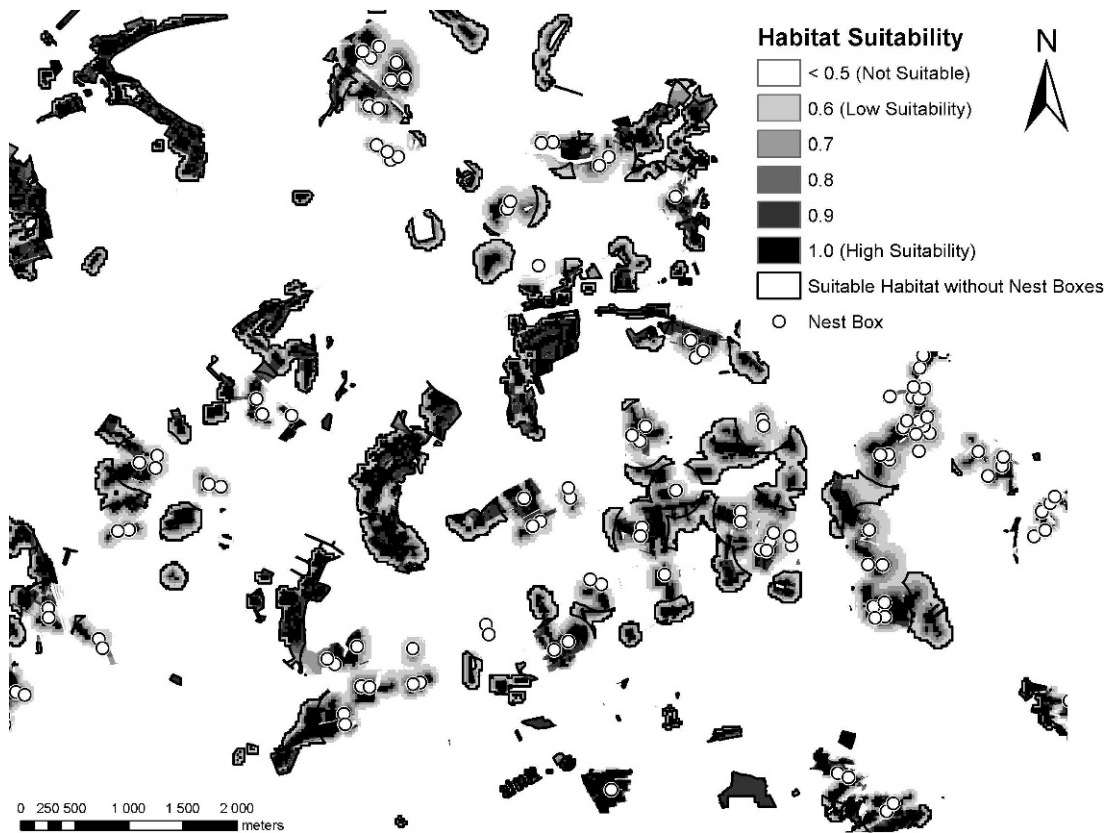 Habitat Suitability
N
< 0.5 (Not Suitable)
0.6 (Low Suitability)
0.7
0.8
0.9
1.0 (High Suitability)
Suitable Habitat without Nest Boxes
Nest Box
0 250 500 1 000 1 500 2 000
meters